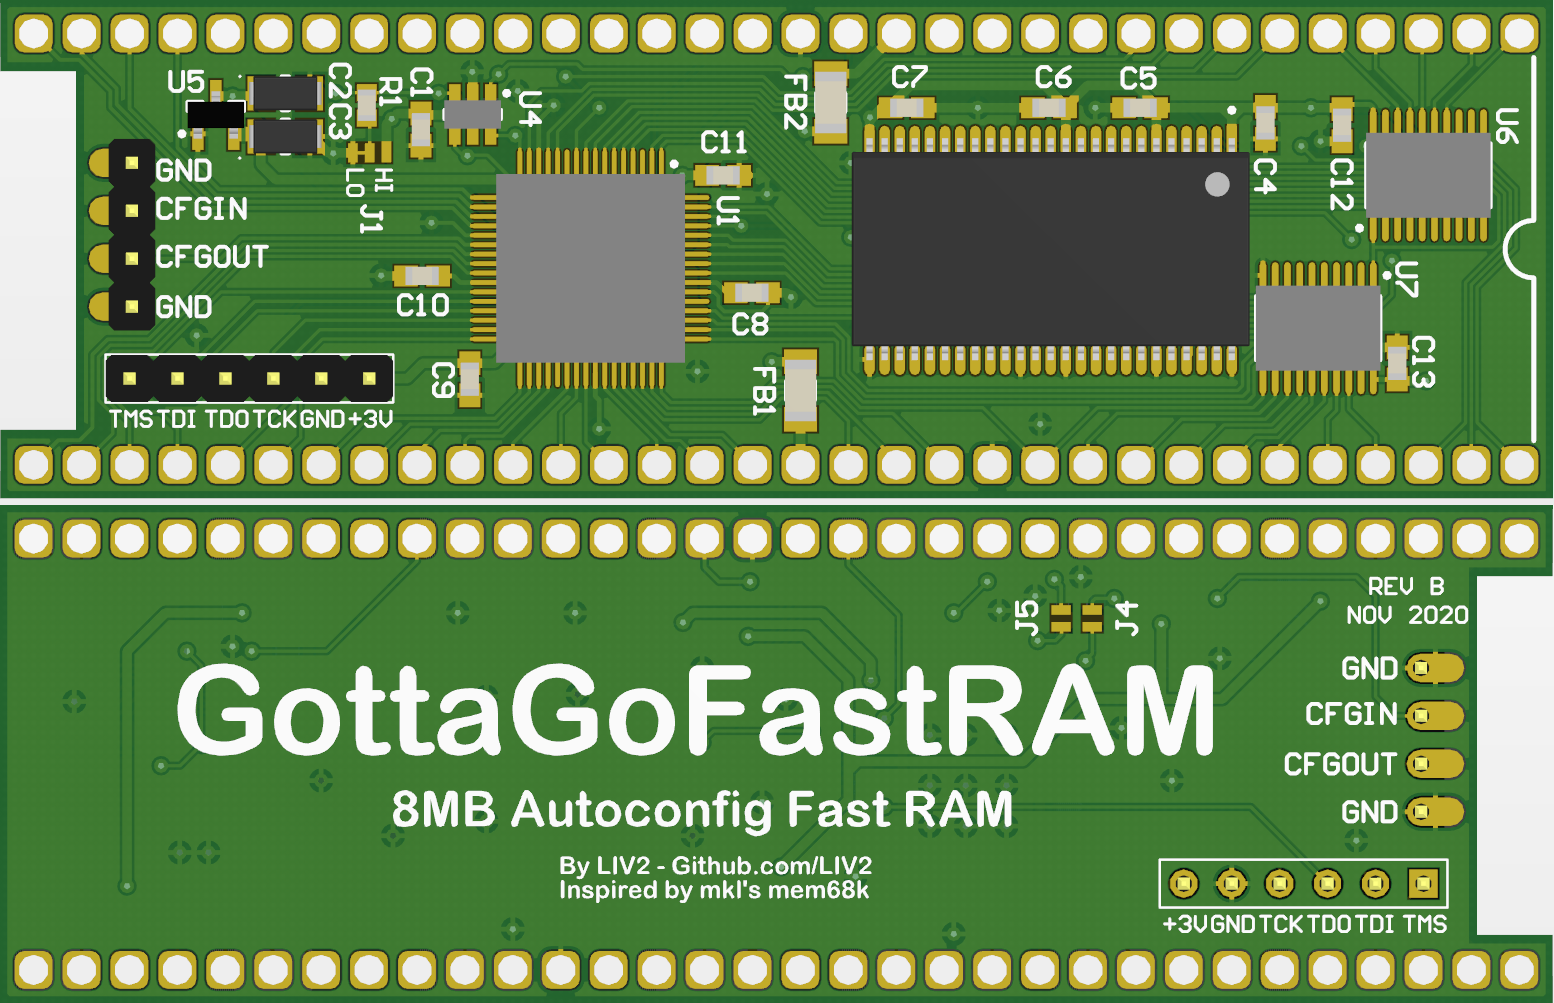 U5
C2
C3
R1
C1
U4
FB2
C7
C6
C5
U6
C11
C4
C12
GND
LO
HI
J1
U1
CFGIN
CFGOUT
U7
C10
C8
GND
C9
FB1
C13
TMS TDI TDO TCK GND +3V
REV B
NOV 2020
J5
J4
GND
GottaGoFastRAM
CFGIN
CFGOUT
8MB Autoconfig Fast RAM
GND
By LIV2 - Github.com/LIV2
Inspired by mkl's mem68k
+3V GND TCK TDO TDI TMS